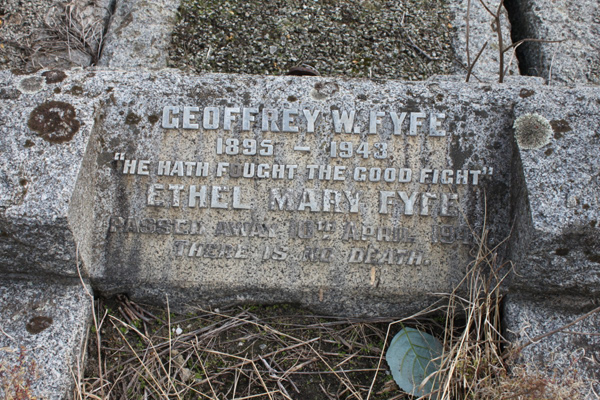 GEOFFREY W. FYFE
1895 – 1943
"HE HATH FOUGHT THE GOOD FIGHT"
ETHEL MARY FYFE
PASSED AWAY APRIL
THERE IS NO DEATH.